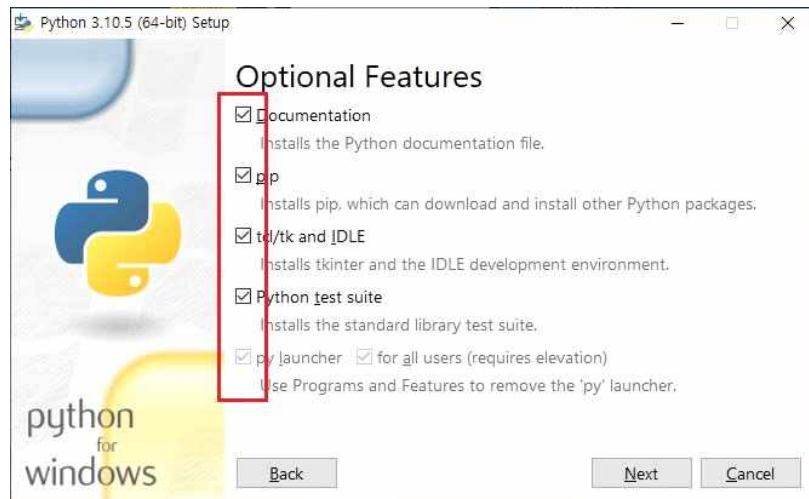 Python 3.10.5 (64-bit) Setup
Optional Features
Documentation
Installs the Python documentation file.
pip
Installs pip, which can download and install other Python packages.
tcl/tk and IDLE
Installs tkinter and the IDLE development environment.
Python test suite
Installs the standard library test suite.
py launcher for all users (requires elevation)
Use Programs and Features to remove the 'py' launcher.
python
for
windows
Back Next Cancel